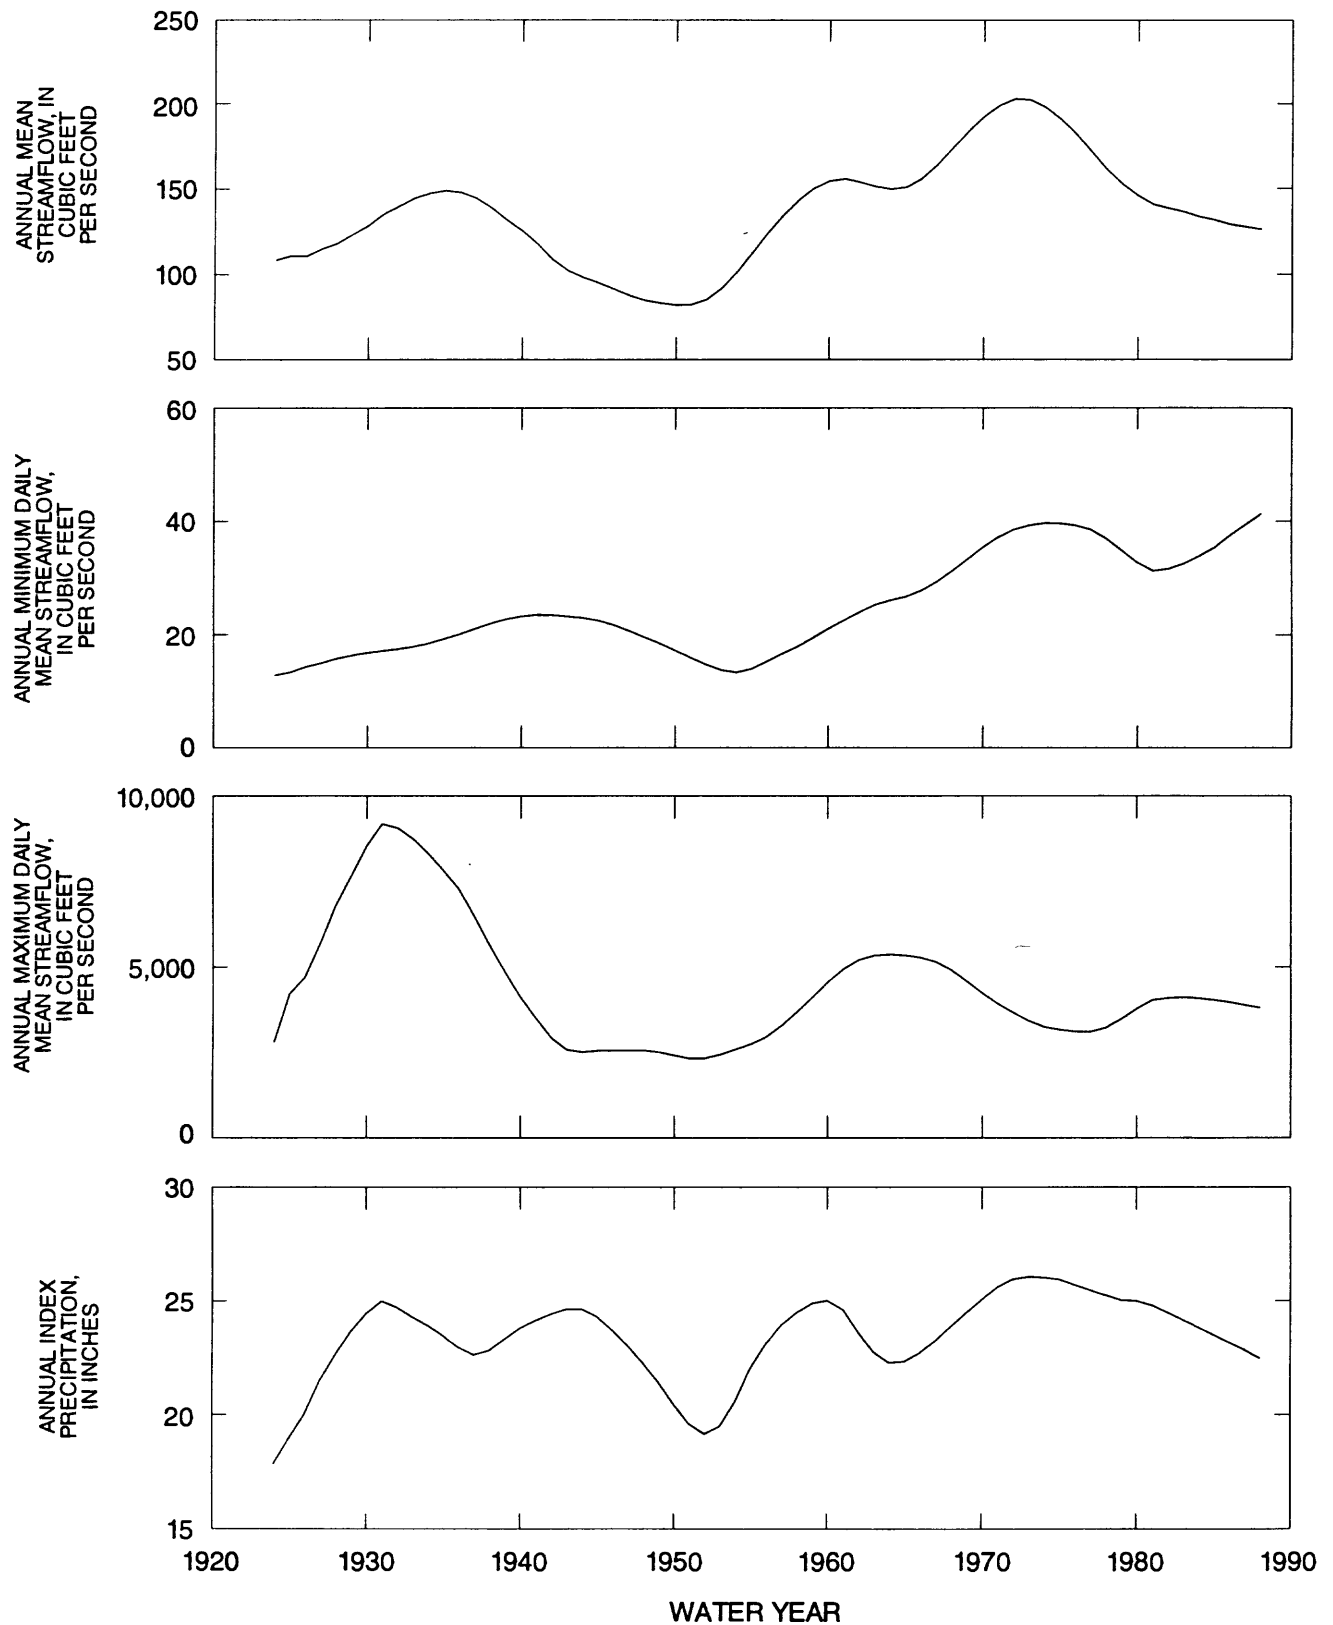 ANNUAL MEAN
STREAMFLOW, IN
CUBIC FEET
PER SECOND
250
200
150
100
50
ANNUAL MINIMUM DAILY
MEAN STREAMFLOW,
IN CUBIC FEET
PER SECOND
60
40
20
0
ANNUAL MAXIMUM DAILY
MEAN STREAMFLOW,
IN CUBIC FEET
PER SECOND
10,000
5,000
0
ANNUAL INDEX
PRECIPITATION,
IN INCHES
30
25
20
15
1920 1930 1940 1950 1960 1970 1980 1990
WATER YEAR